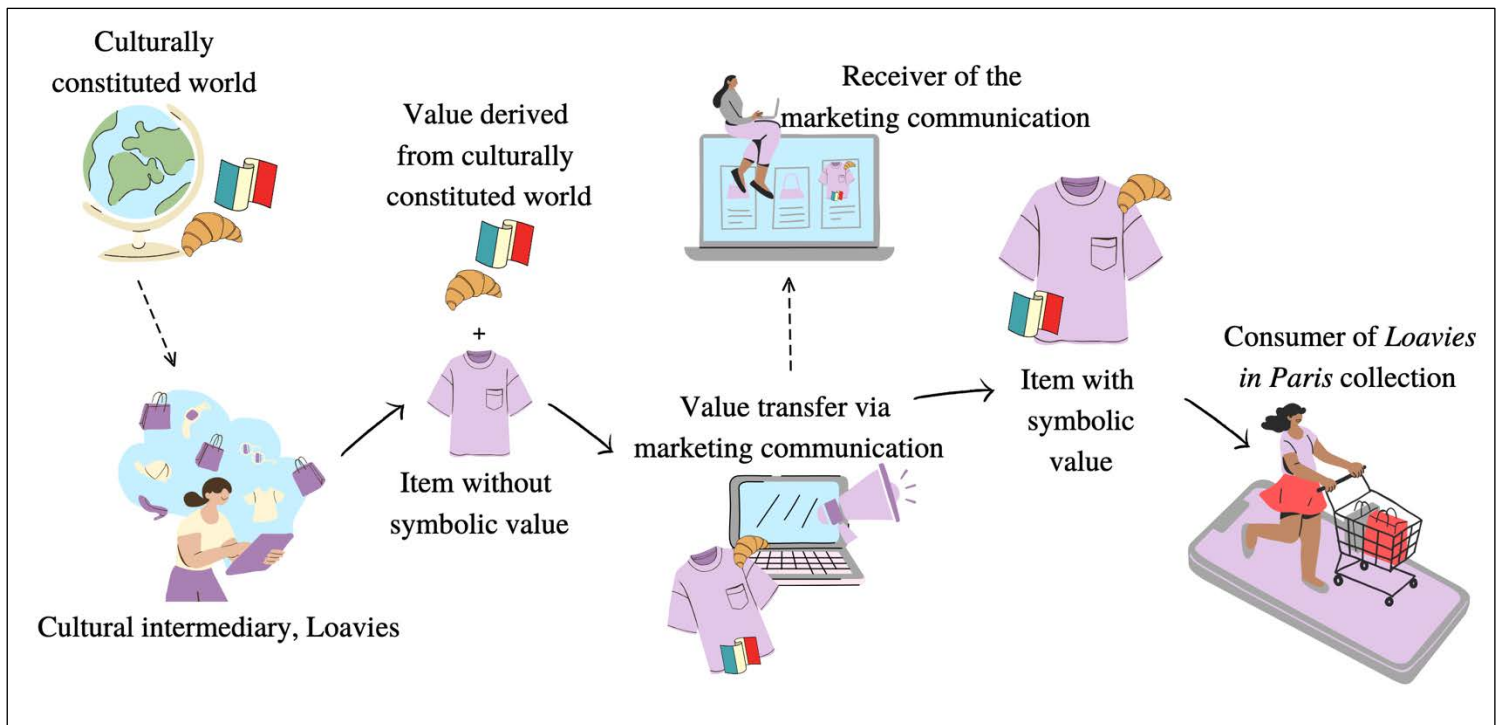 Culturally
constituted world
Cultural intermediary, Loavies
Value derived
from culturally
constituted world
+
Item without
symbolic value
Receiver of the
marketing communication
Value transfer via
marketing communication
Item with
symbolic
value
Consumer of Loavies
in Paris collection